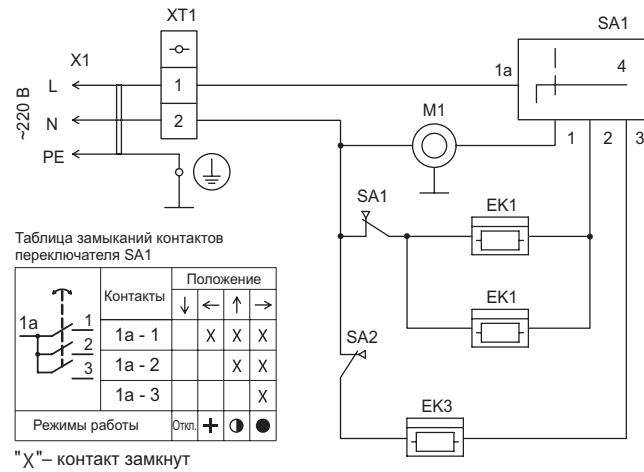 XT1
SA1
X1
L
1
1a
4
~220 В
N
2
M1
1
2
3
PE
SA1
EK1
Таблица замыканий контактов
переключателя SA1
Контакты
Положение
↓ ← ↑ →
1a
1
2
3
1a - 1 X X X
1a - 2 X X
1a - 3 X
Режимы работы Откл.
EK1
SA2
EK3
"X"– контакт замкнут